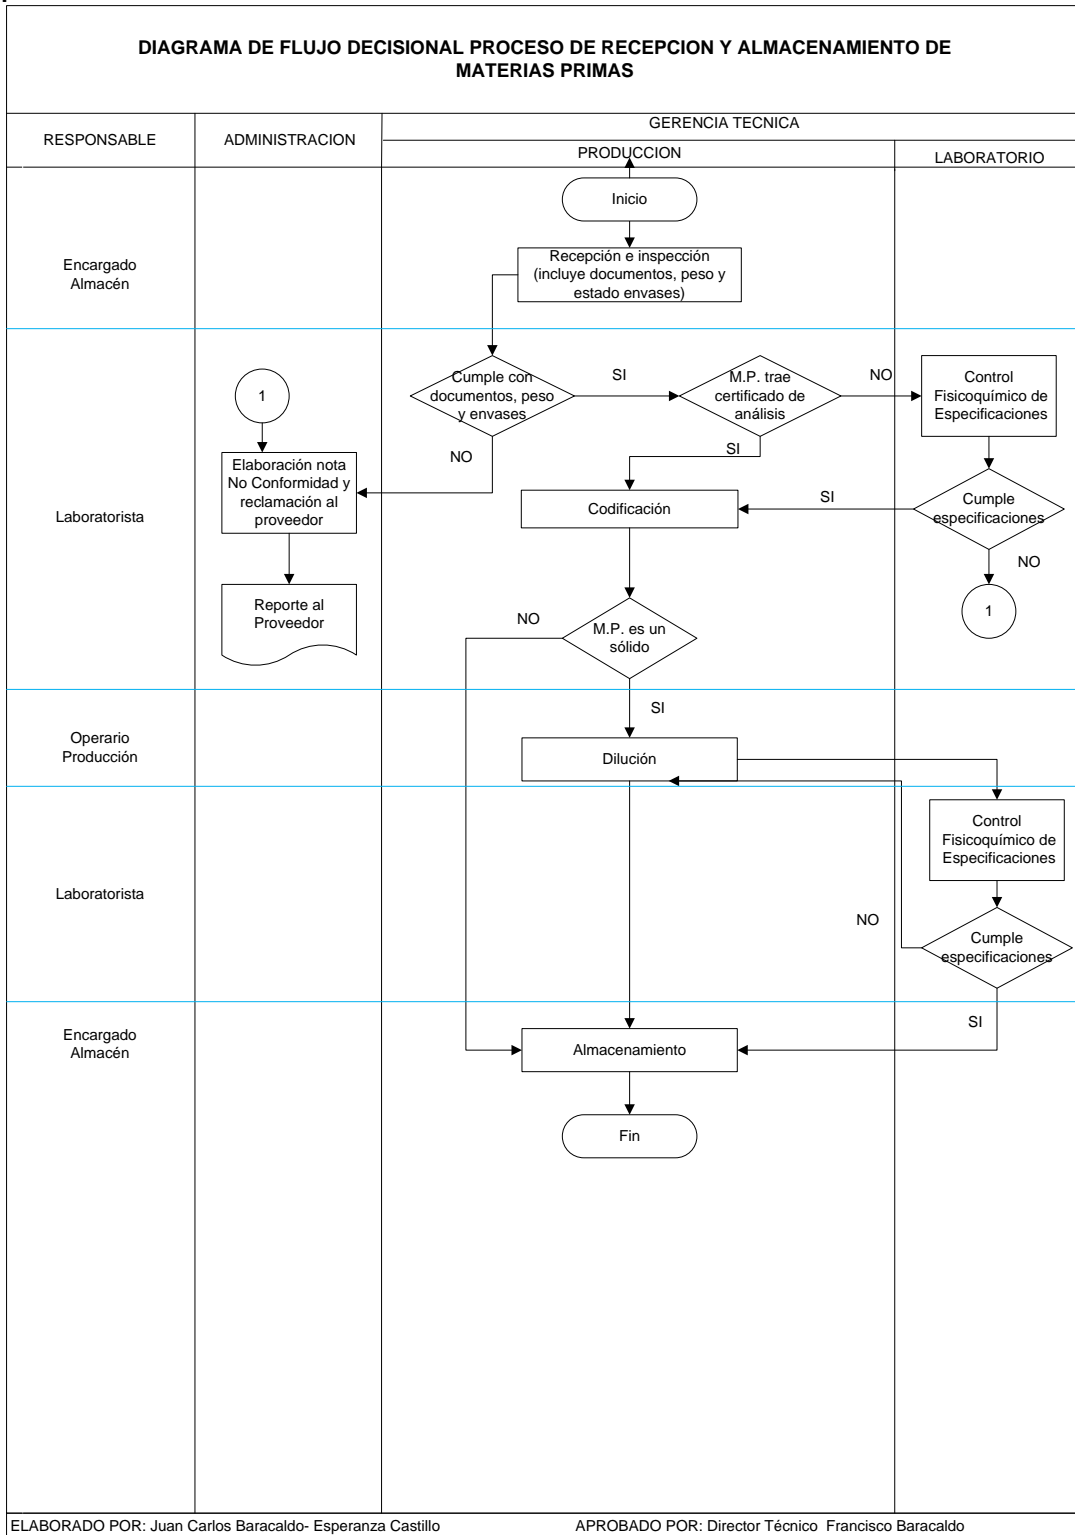 DIAGRAMA DE FLUJO DECISIONAL PROCESO DE RECEPCION Y ALMACENAMIENTO DE
MATERIAS PRIMAS
RESPONSABLE
ADMINISTRACION
GERENCIA TECNICA
PRODUCCION
LABORATORIO
Inicio
Encargado
Almacén
Recepción e inspección
(incluye documentos, peso y
estado envases)
Laboratorista
1
Cumple con
documentos, peso
y envases
SI
M.P. trae
certificado de
análisis
NO
Control
Fisicoquímico de
Especificaciones
NO
SI
Elaboración nota
No Conformidad y
reclamación al
proveedor
Codificación
SI
Cumple
especificaciones
NO
Reporte al
Proveedor
NO
M.P. es un
sólido
1
SI
Operario
Producción
Dilución
Laboratorista
Control
Fisicoquímico de
Especificaciones
NO
Cumple
especificaciones
SI
Encargado
Almacén
Almacenamiento
Fin
ELABORADO POR: Juan Carlos Baracaldo- Esperanza Castillo
APROBADO POR: Director Técnico Francisco Baracaldo